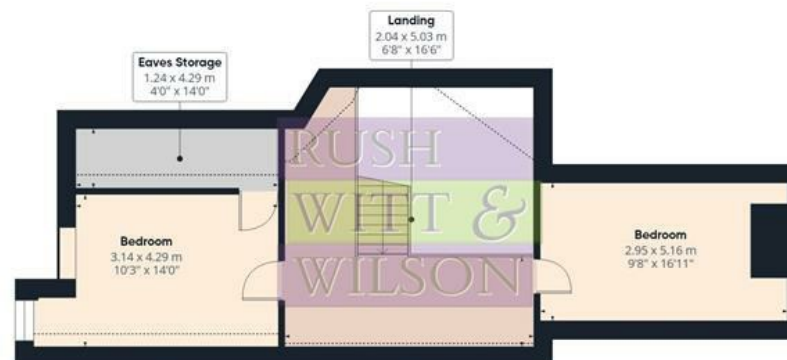 Landing
2.04 x 5.03 m
6'8" x 16'6"
Eaves Storage
1.24 x 4.29 m
4'0" x 14'0"
RUSH
WITT &
WILSON
Bedroom
3.14 x 4.29 m
10'3" x 14'0"
Bedroom
2.95 x 5.16 m
9'8" x 16'11"